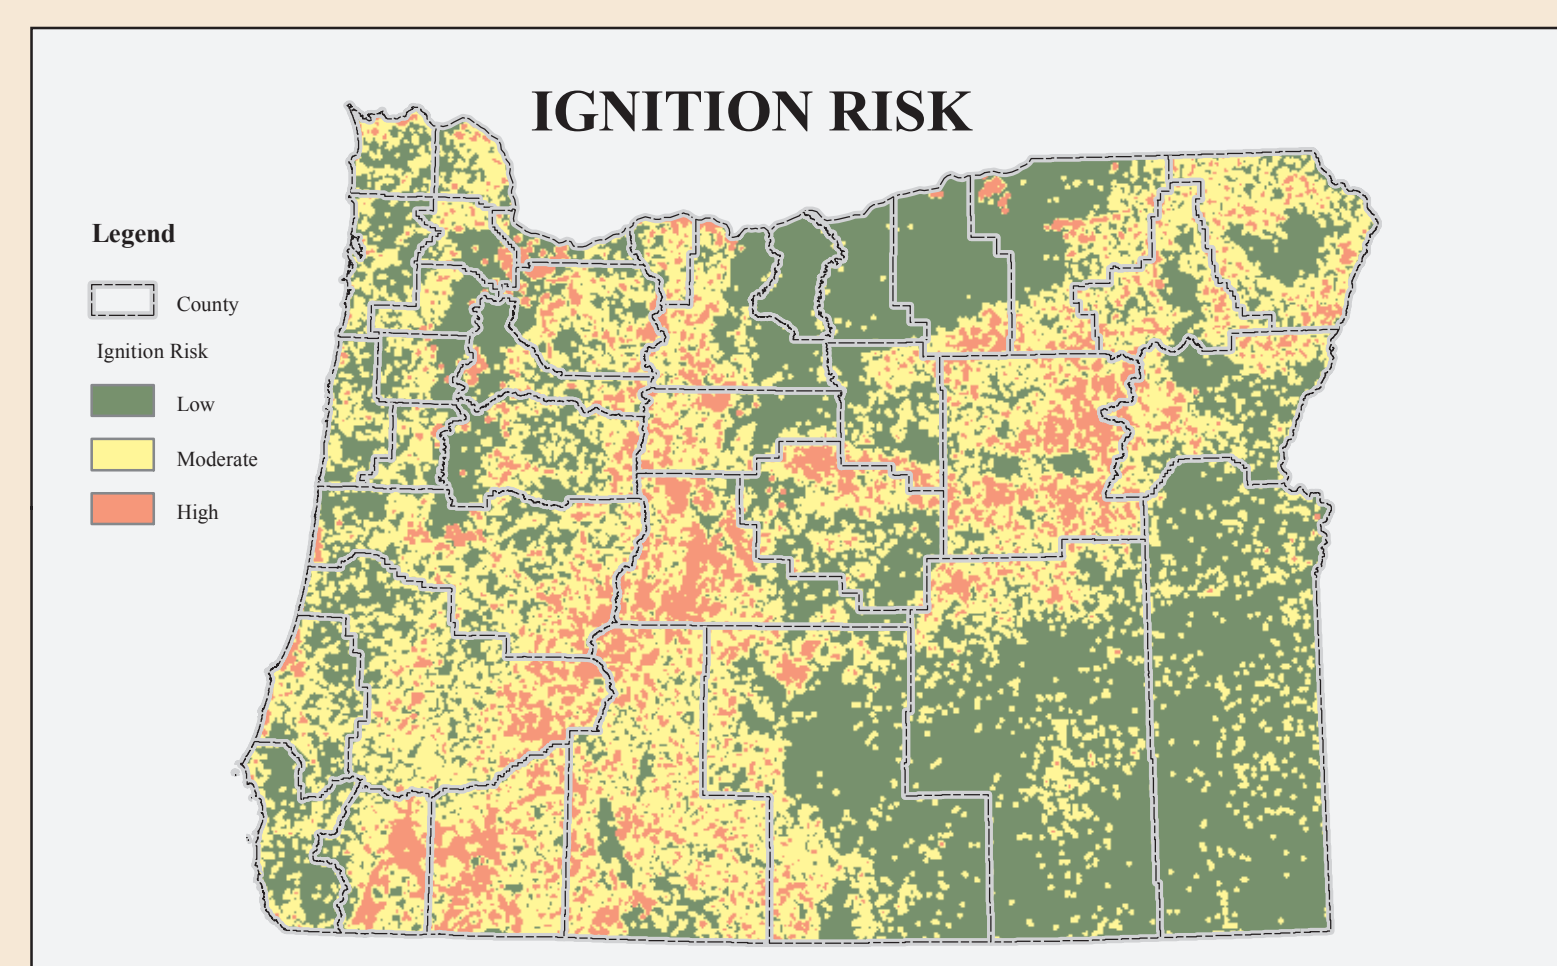 IGNITION RISK
Legend
County
Ignition Risk
Low
Moderate
High